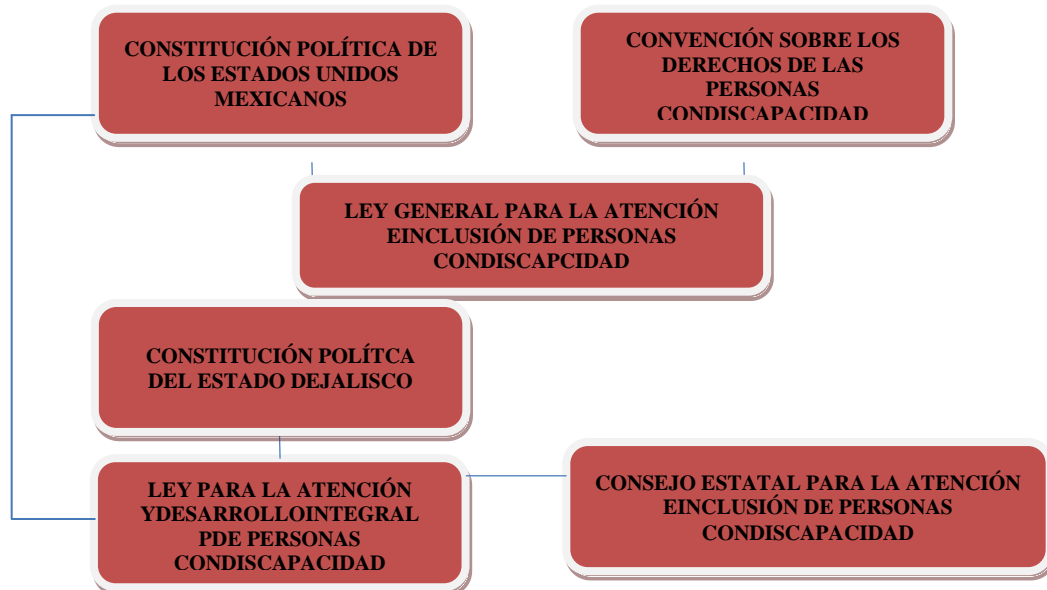 CONSTITUCIÓN POLÍTICA DE
LOS ESTADOS UNIDOS
MEXICANOS
CONVENCIÓN SOBRE LOS
DERECHOS DE LAS
PERSONAS
CONDISCAPACIDAD
LEY GENERAL PARA LA ATENCIÓN
EINCLUSIÓN DE PERSONAS
CONDISCAPCIDAD
CONSTITUCIÓN POLÍTCA
DEL ESTADO DEJALISCO
LEY PARA LA ATENCIÓN
YDESARROLLOINTEGRAL
PDE PERSONAS
CONDISCAPACIDAD
CONSEJO ESTATAL PARA LA ATENCIÓN
EINCLUSIÓN DE PERSONAS
CONDISCAPACIDAD